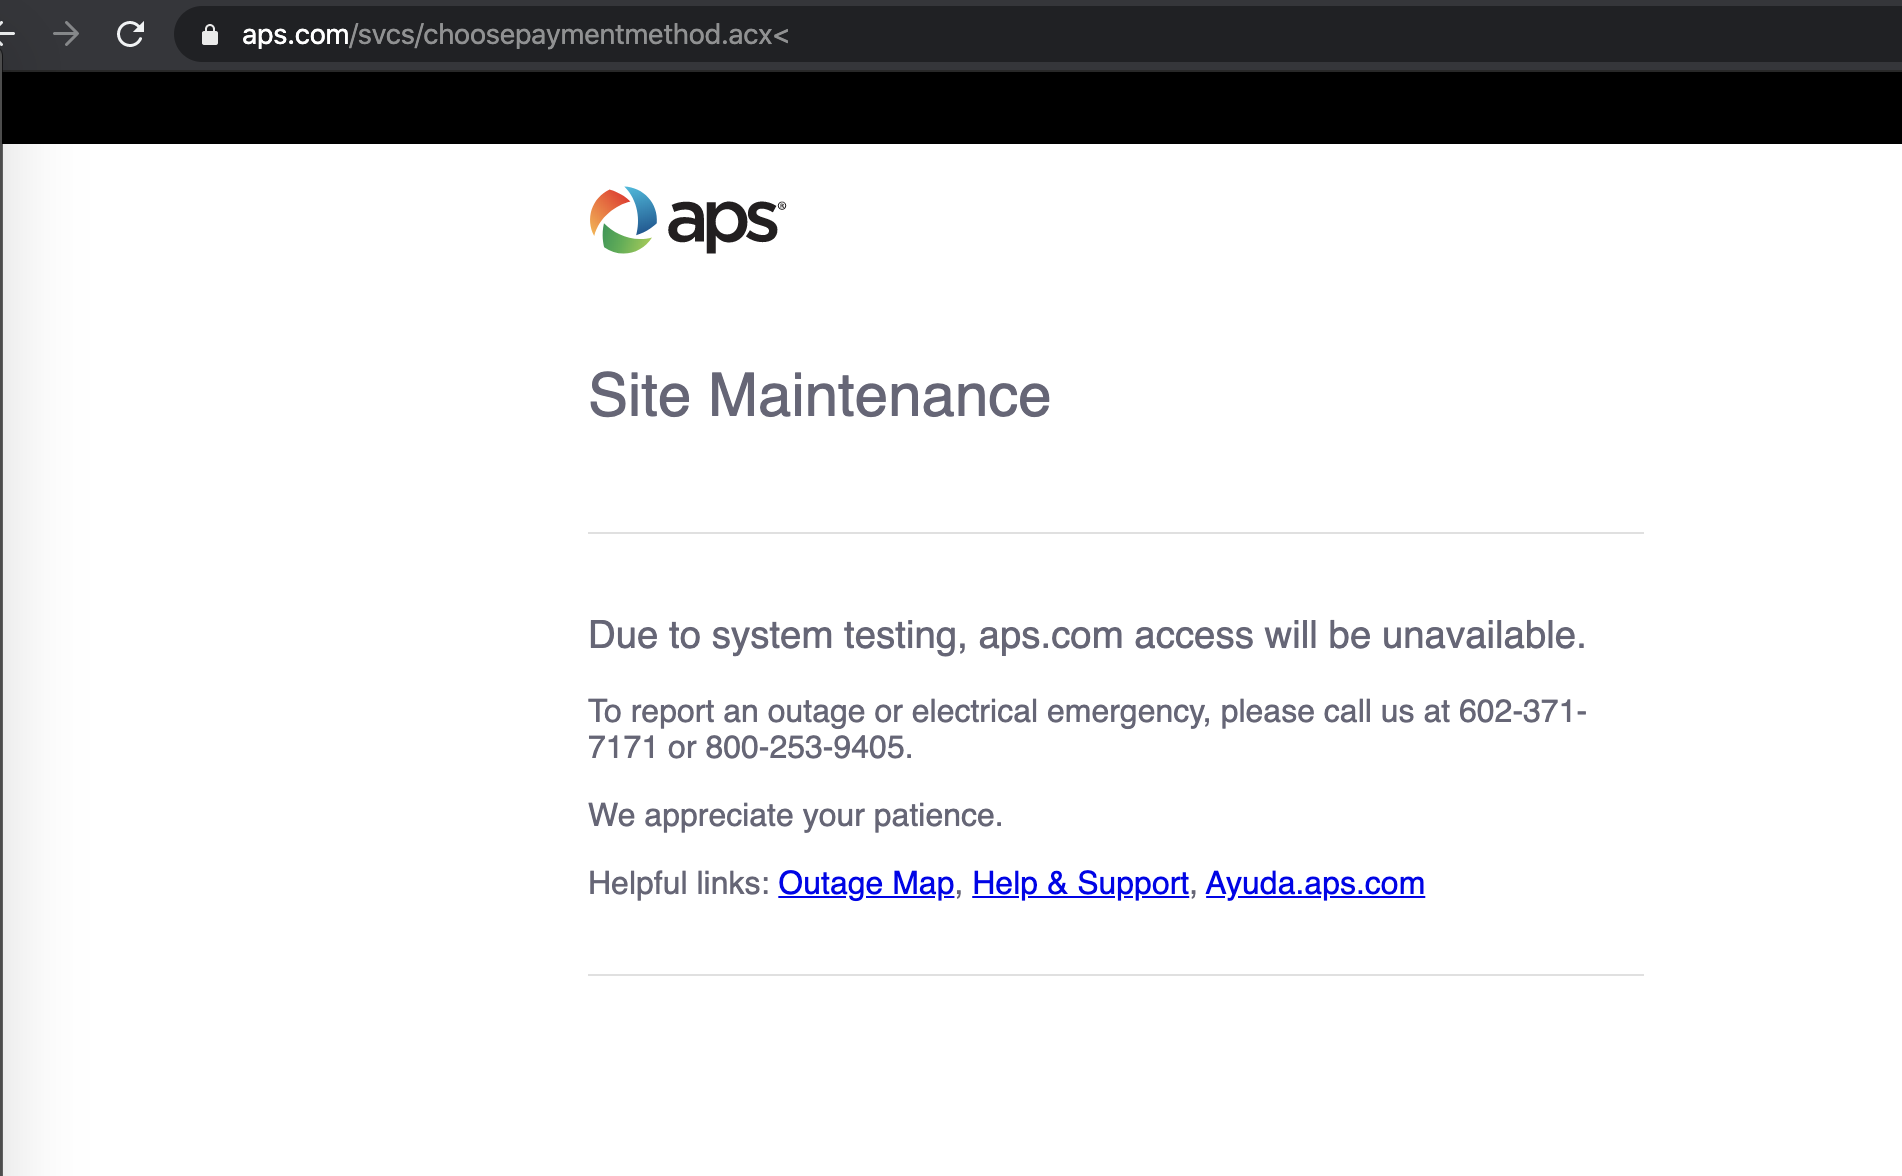 aps.com/svcs/choosepaymentmethod.acx<
aps®
Site Maintenance
Due to system testing, aps.com access will be unavailable.
To report an outage or electrical emergency, please call us at 602-371-
7171 or 800-253-9405.
We appreciate your patience.
Helpful links: Outage Map, Help & Support, Ayuda.aps.com